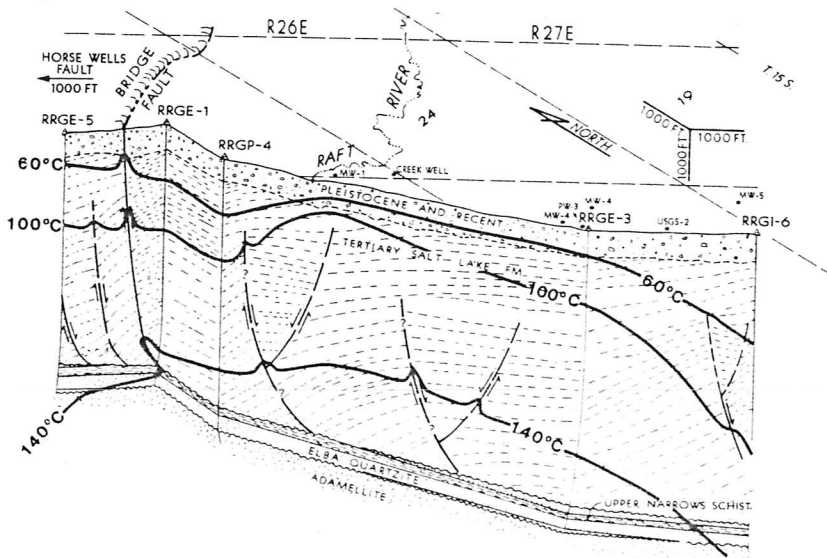 R26E
R27E
T. 15 S.
HORSE WELLS
FAULT
1000 FT
BRIDGE
FAULT
RRGE-5
RRGE-1
RRGP-4
RAFT
RIVER
24
NORTH
19
1000 FT
1000 FT.
1000 FT
60°C
MW-1
CREEK WELL
PLEISTOCENE AND RECENT
PW-3
MW-4
MW-4
RRGE-3
USGS-2
MW-5
RRGI-6
100°C
TERTIARY SALT LAKE FM.
100°C
60°C
?
?
?
?
140°C
140°C
ELBA QUARTZITE
ADAMELLITE
UPPER NARROWS SCHIST